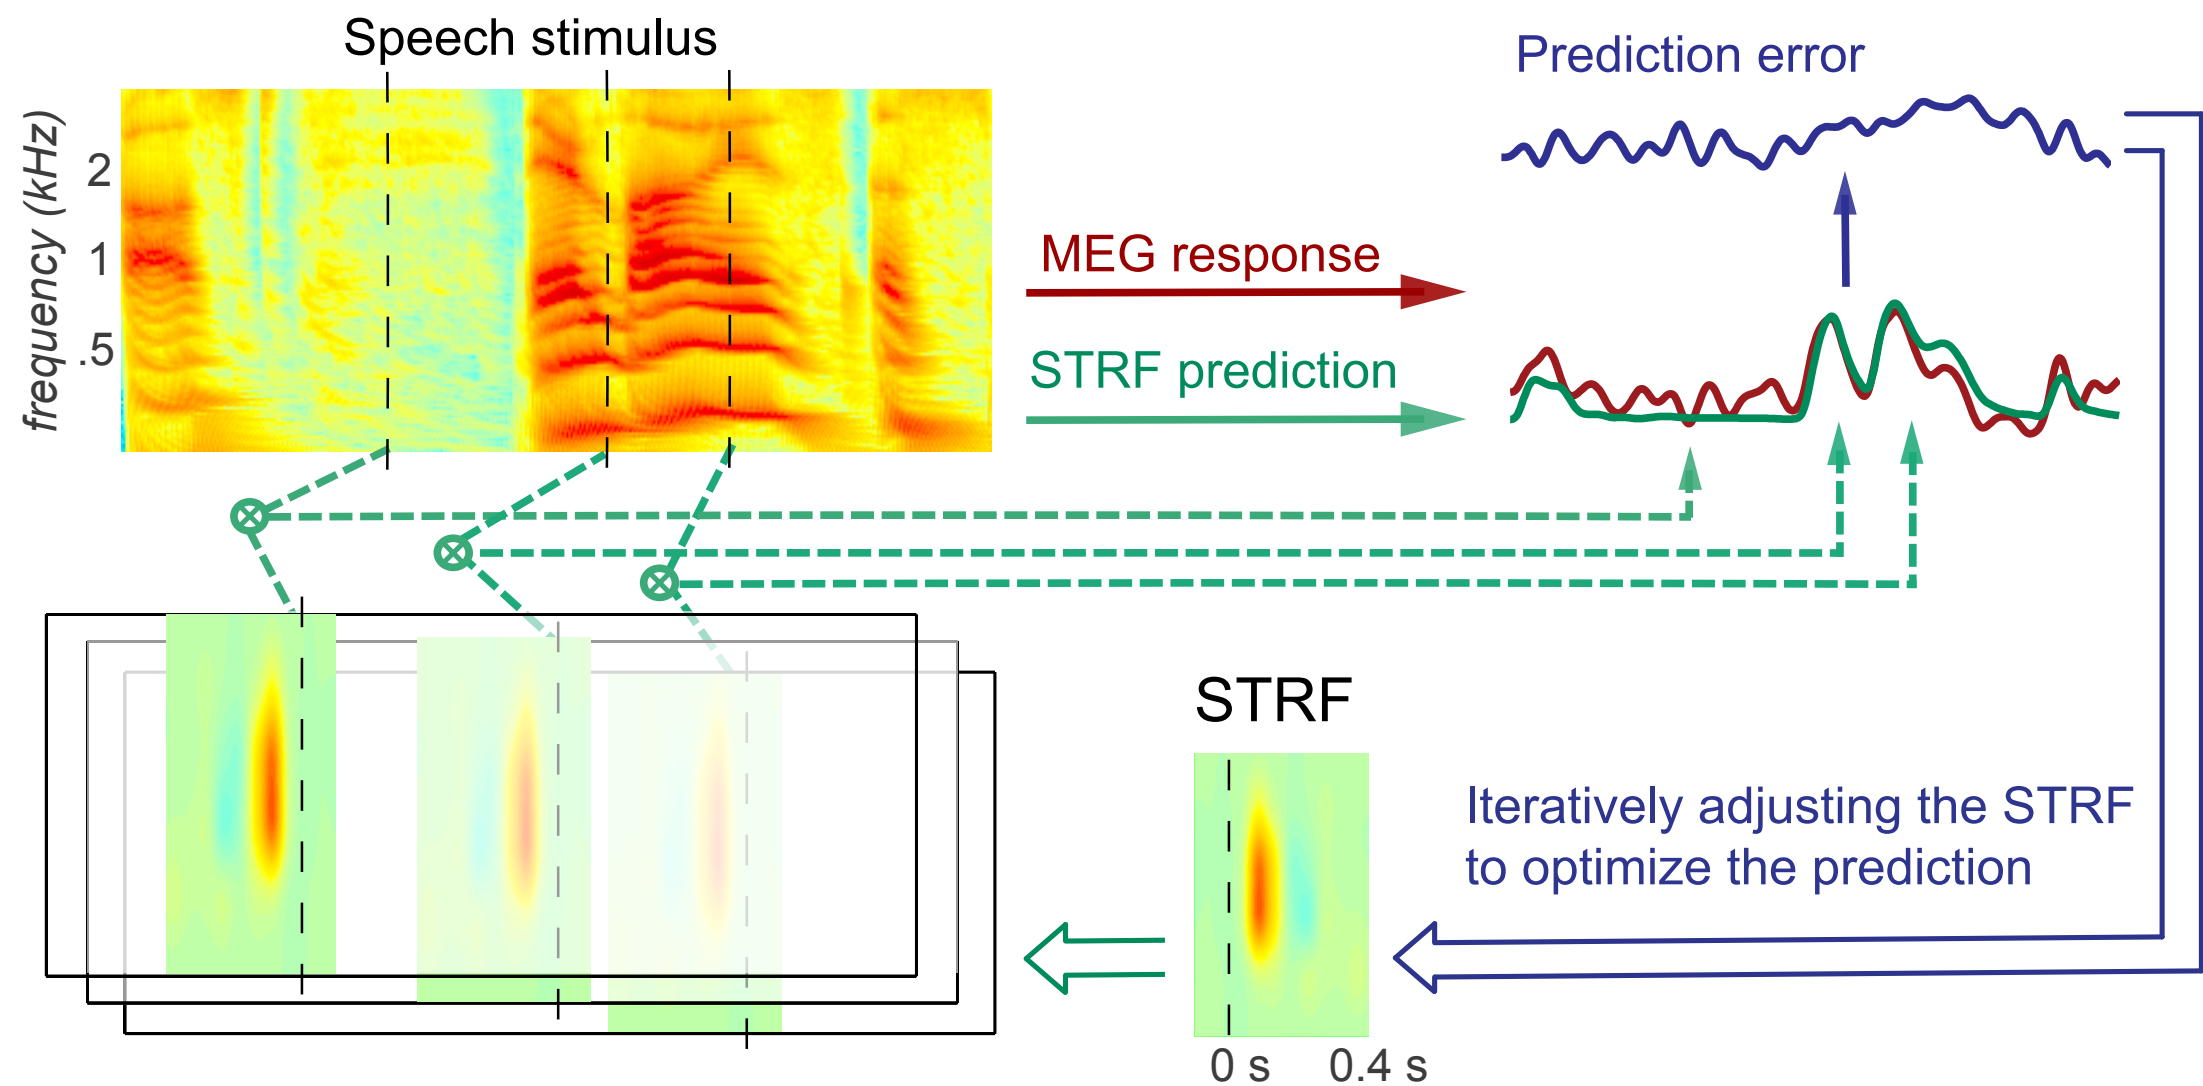 Speech stimulus
Prediction error
frequency (kHz)
2
1
.5
MEG response
STRF prediction
STRF
Iteratively adjusting the STRF
to optimize the prediction
0 s
0.4 s